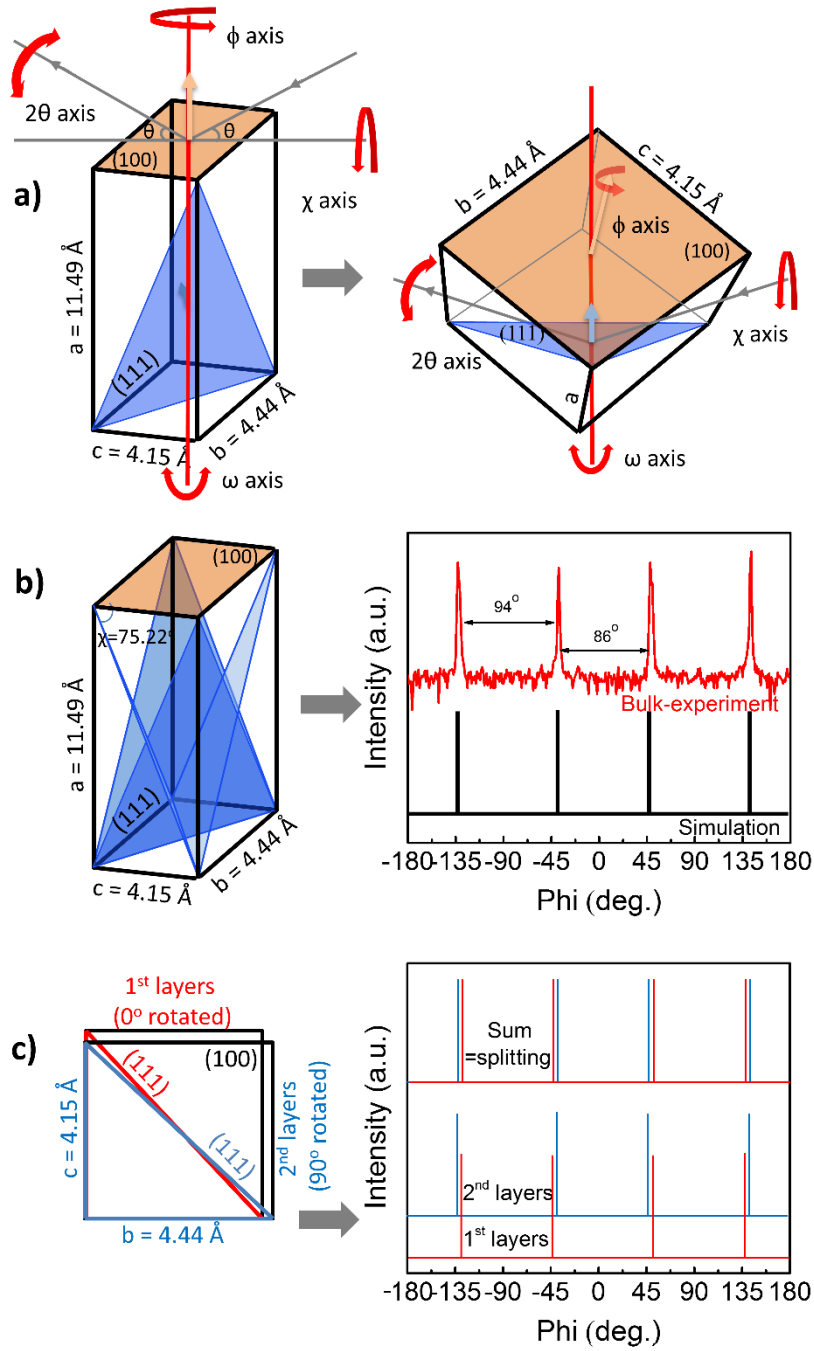 a)
ϕ axis
2θ axis
θ
θ
(100)
χ axis
a = 11.49 Å
(111)
c = 4.15 Å
b = 4.44 Å
ω axis
b = 4.44 Å
c = 4.15 Å
ϕ axis
(100)
(111)
2θ axis
χ axis
a
ω axis
b)
(100)
χ=75.22°
a = 11.49 Å
(111)
c = 4.15 Å
b = 4.44 Å
Intensity (a.u.)
94°
86°
Bulk-experiment
Simulation
-180 -135 -90 -45 0 45 90 135 180
Phi (deg.)
c)
1st layers
(0° rotated)
(100)
(111)
(111)
c = 4.15 Å
2nd layers
(90° rotated)
b = 4.44 Å
Intensity (a.u.)
Sum
=splitting
2nd layers
1st layers
-180 -135 -90 -45 0 45 90 135 180
Phi (deg.)